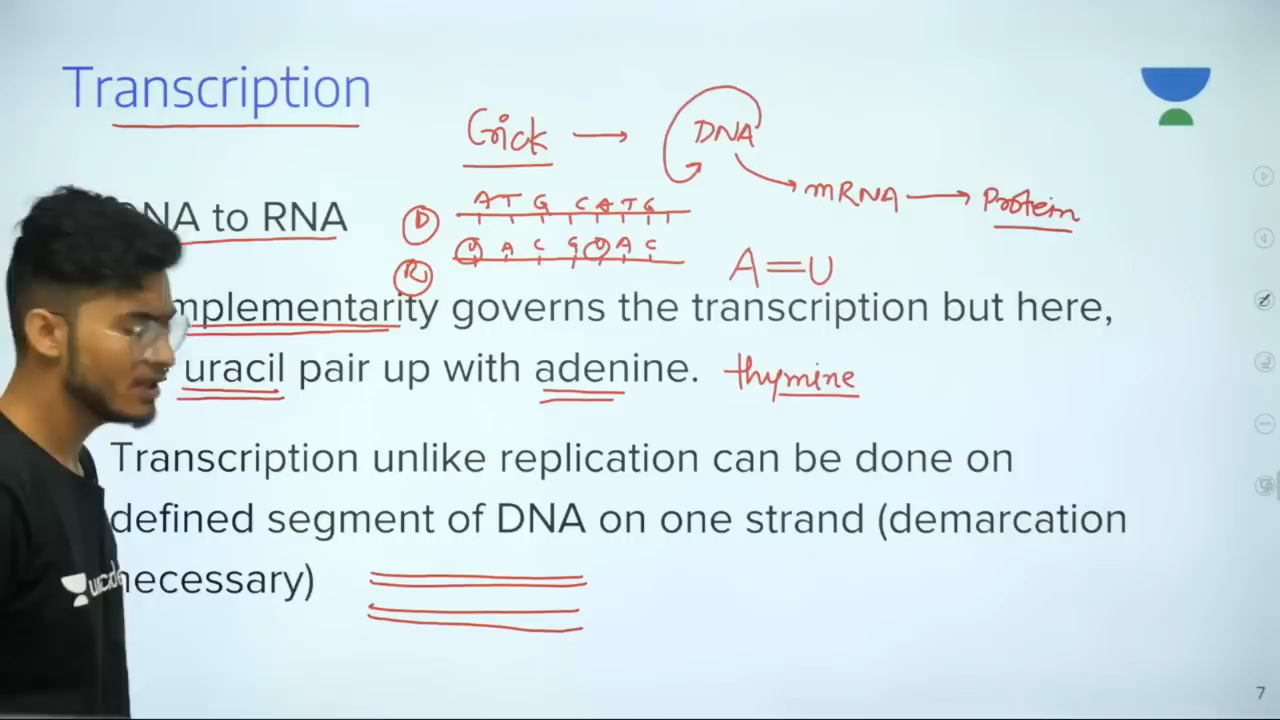 Transcription
Crick → DNA
mRNA → Protein
DNA to RNA
D A T G C A T G
R U A C G U A C
A=U
mplementarity governs the transcription but here,
uracil pair up with adenine. thymine
Transcription unlike replication can be done on
defined segment of DNA on one strand (demarcation
necessary)
7